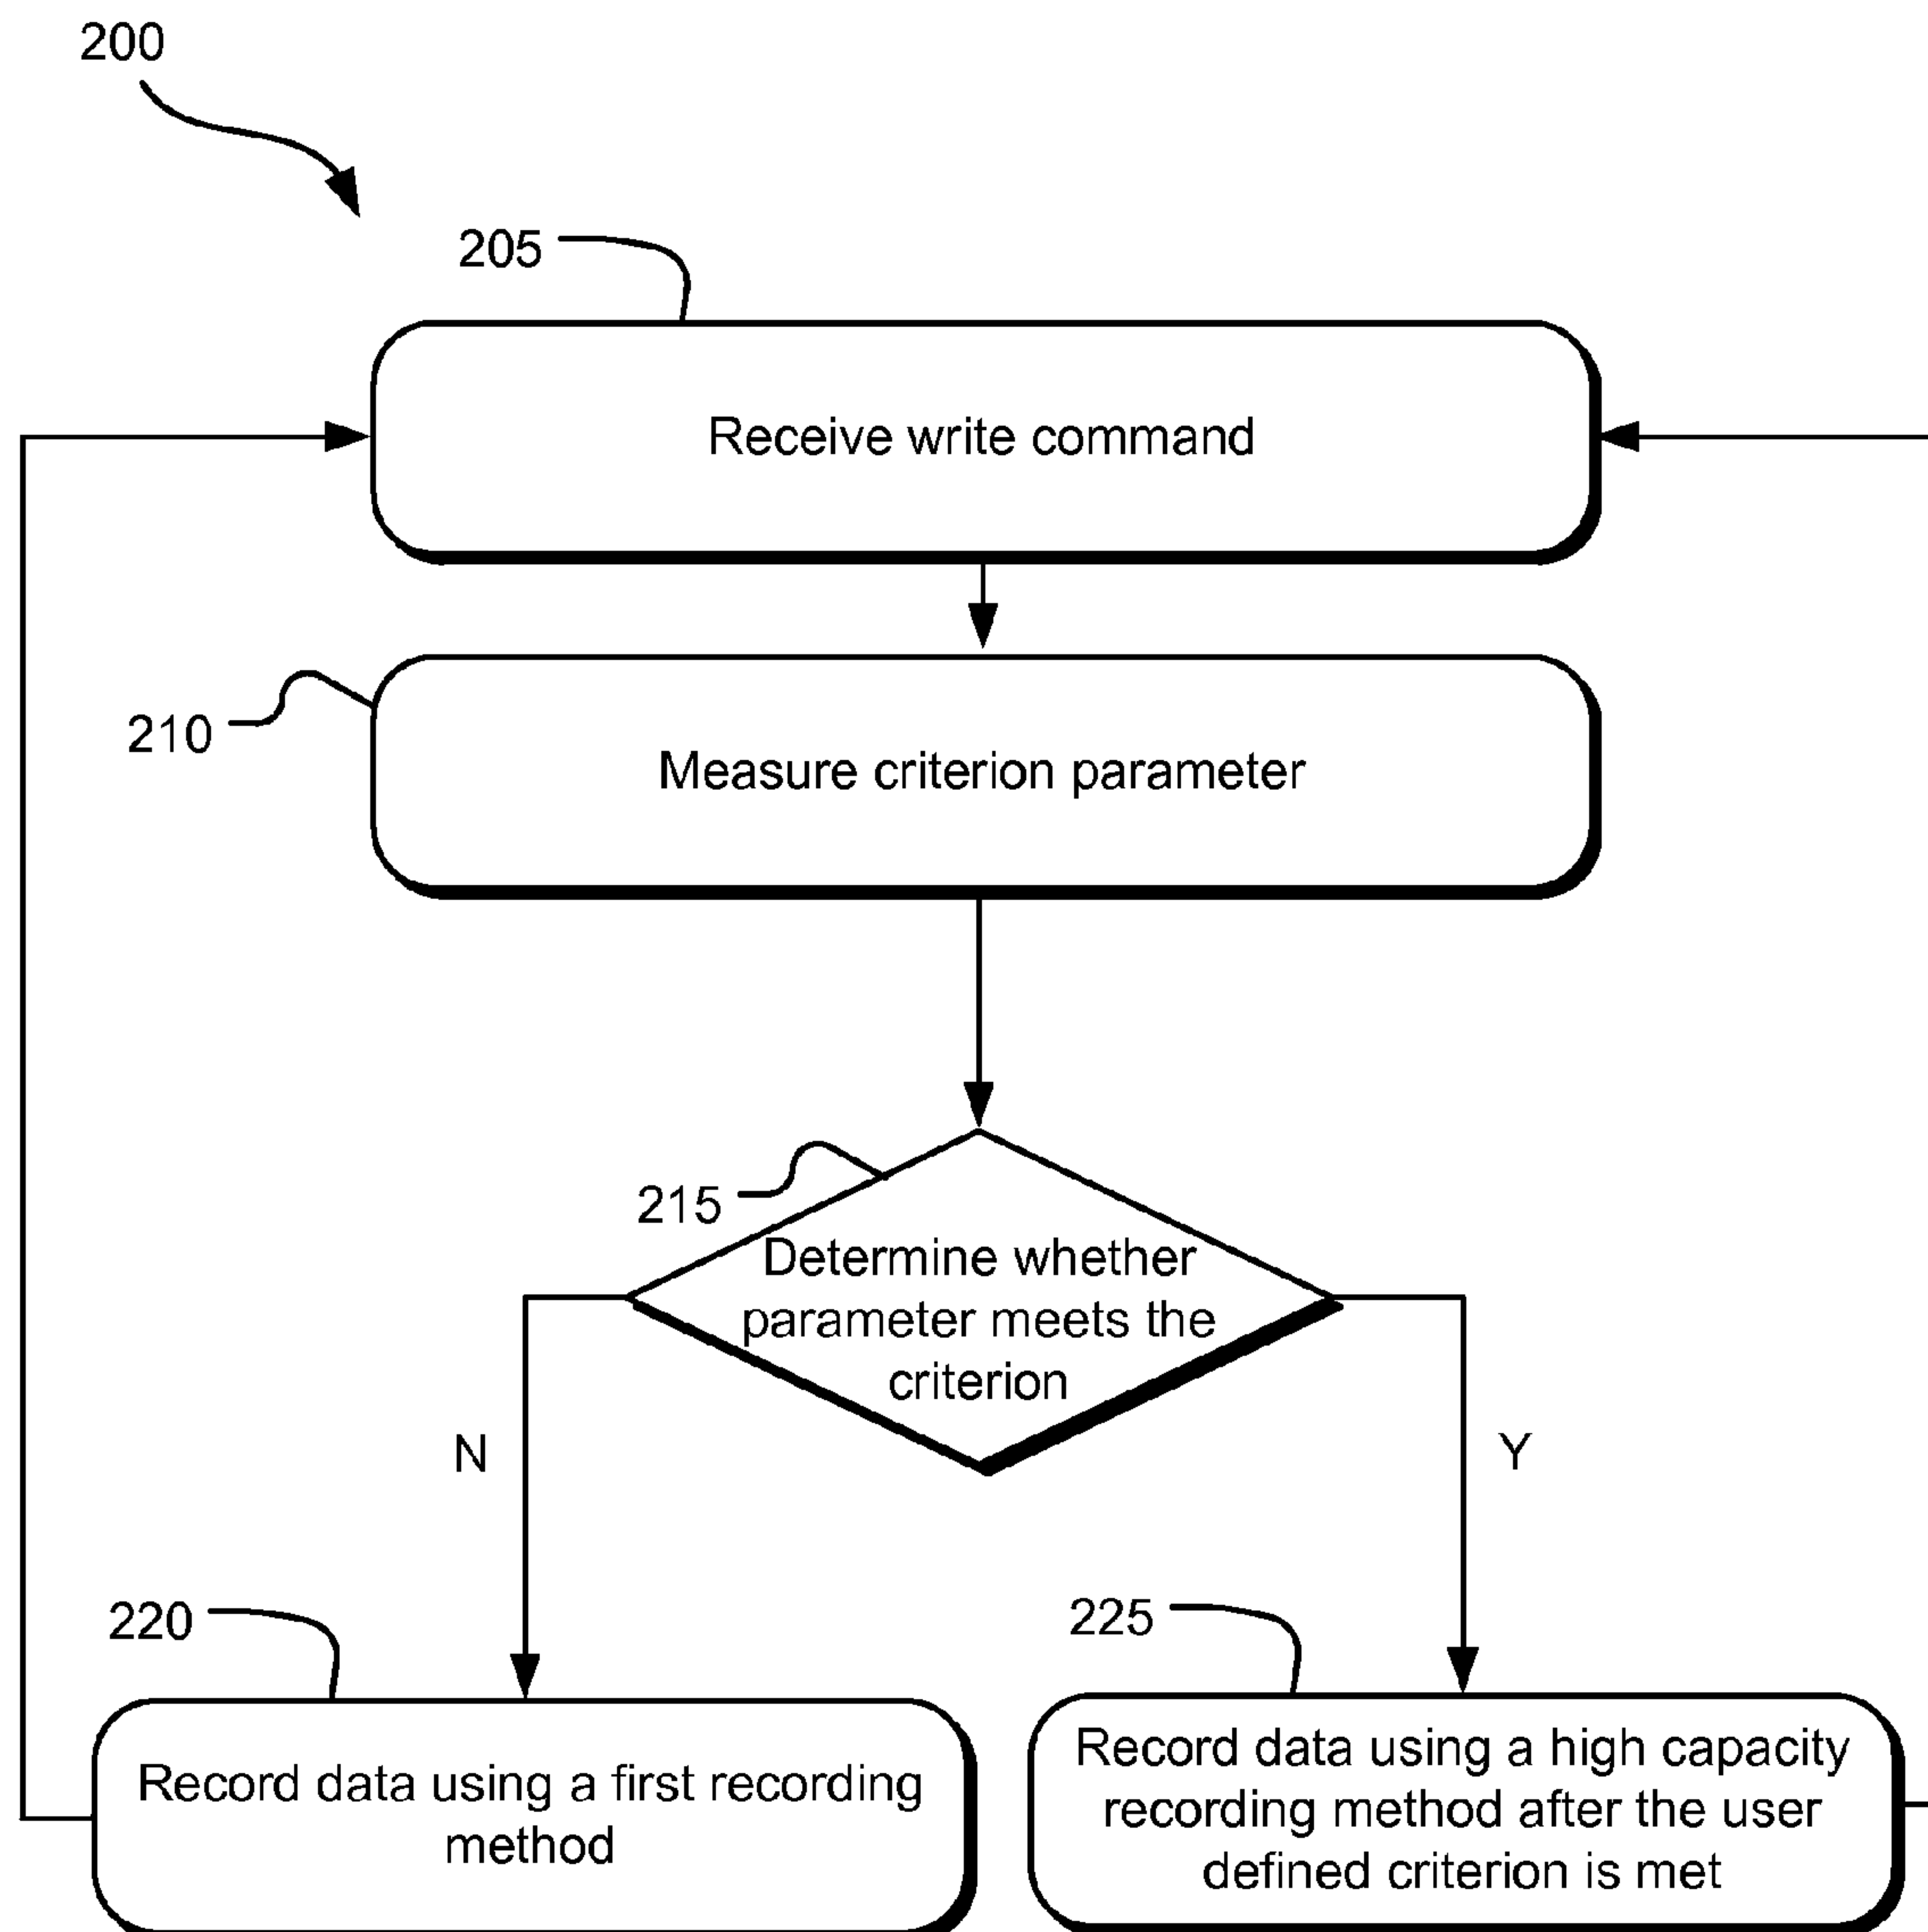 200
205
Receive write command
210
Measure criterion parameter
215
Determine whether
parameter meets the
criterion
N
Y
220
225
Record data using a first recording
method
Record data using a high capacity
recording method after the user
defined criterion is met